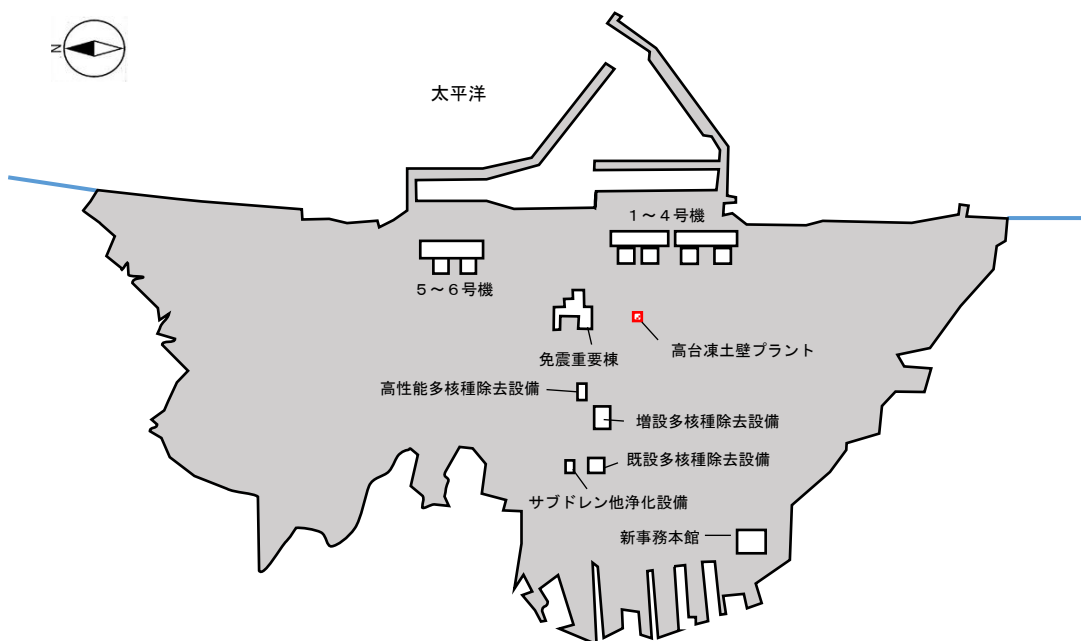 N
太平洋
1~4号機
5~6号機
免震重要棟
高台凍土壁プラント
高性能多核種除去設備
増設多核種除去設備
既設多核種除去設備
サブドレン他浄化設備
新事務本館